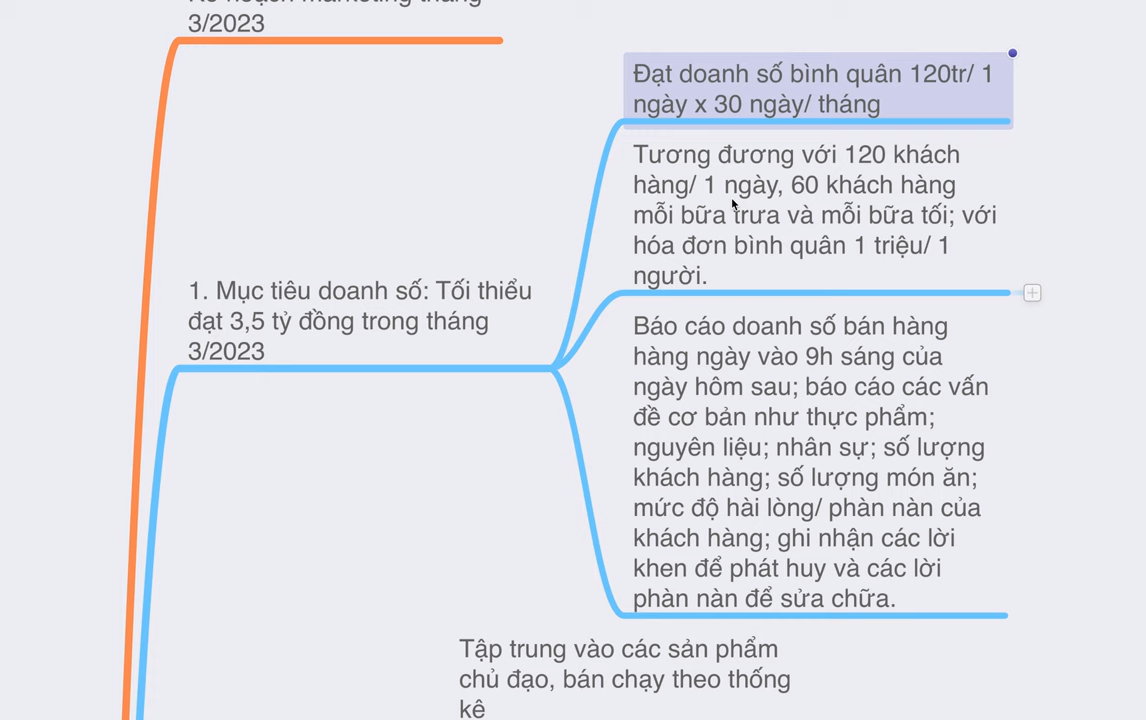 3/2023
Đạt doanh số bình quân 120tr/ 1
ngày x 30 ngày/ tháng
Tương đương với 120 khách
hàng/ 1 ngày, 60 khách hàng
mỗi bữa trưa và mỗi bữa tối; với
hóa đơn bình quân 1 triệu/ 1
người.
1. Mục tiêu doanh số: Tối thiểu
đạt 3,5 tỷ đồng trong tháng
3/2023
Báo cáo doanh số bán hàng
hàng ngày vào 9h sáng của
ngày hôm sau; báo cáo các vấn
đề cơ bản như thực phẩm;
nguyên liệu; nhân sự; số lượng
khách hàng; số lượng món ăn;
mức độ hài lòng/ phàn nàn của
khách hàng; ghi nhận các lời
khen để phát huy và các lời
phàn nàn để sửa chữa.
Tập trung vào các sản phẩm
chủ đạo, bán chạy theo thống
kê